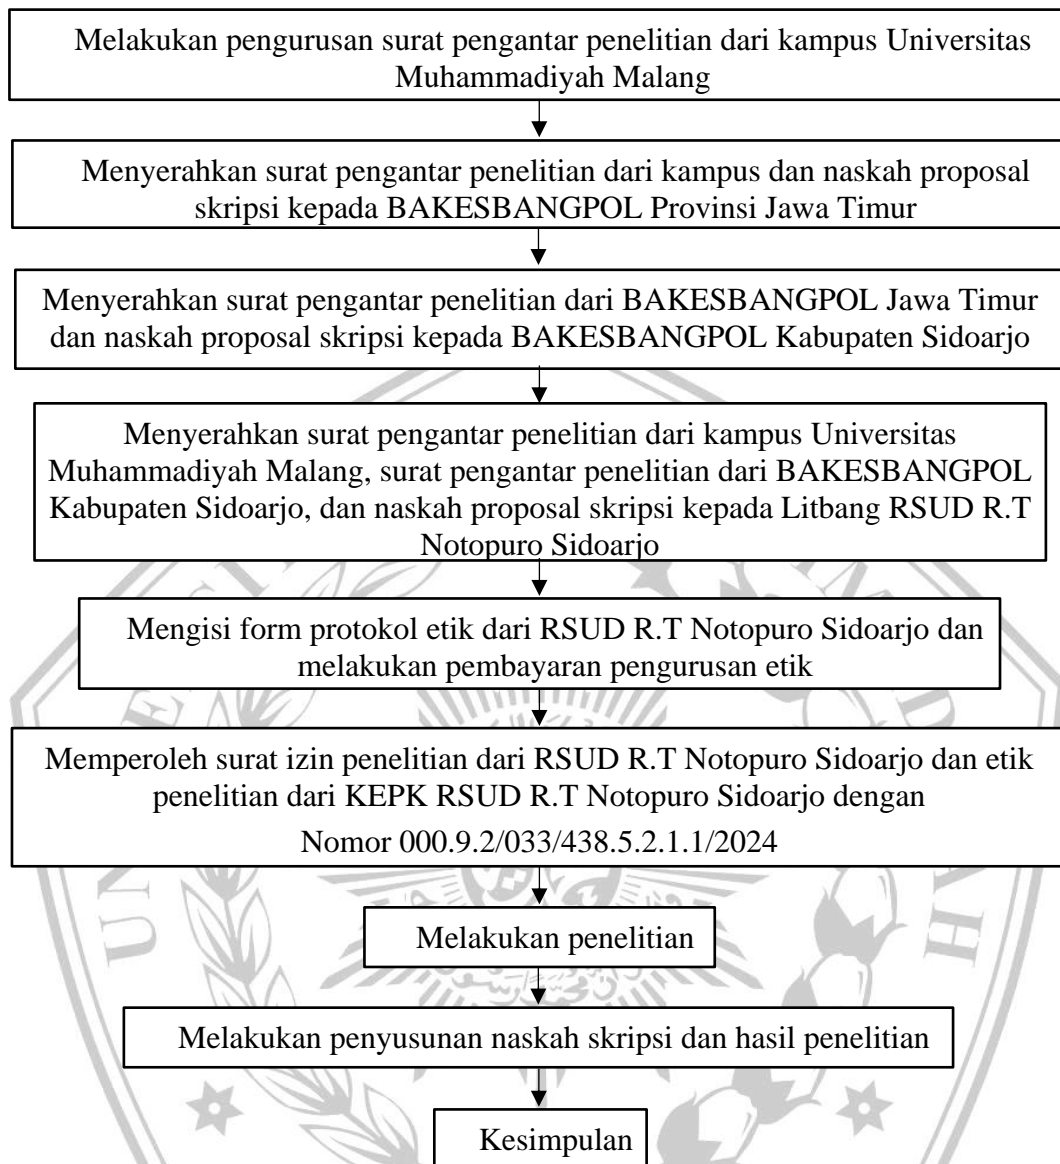 Melakukan pengurusan surat pengantar penelitian dari kampus Universitas
Muhammadiyah Malang
Menyerahkan surat pengantar penelitian dari kampus dan naskah proposal
skripsi kepada BAKESBANGPOL Provinsi Jawa Timur
Menyerahkan surat pengantar penelitian dari BAKESBANGPOL Jawa Timur
dan naskah proposal skripsi kepada BAKESBANGPOL Kabupaten Sidoarjo
Menyerahkan surat pengantar penelitian dari kampus Universitas
Muhammadiyah Malang, surat pengantar penelitian dari BAKESBANGPOL
Kabupaten Sidoarjo, dan naskah proposal skripsi kepada Litbang RSUD R.T
Notopuro Sidoarjo
Mengisi form protokol etik dari RSUD R.T Notopuro Sidoarjo dan
melakukan pembayaran pengurusan etik
Memperoleh surat izin penelitian dari RSUD R.T Notopuro Sidoarjo dan etik
penelitian dari KEPK RSUD R.T Notopuro Sidoarjo dengan
Nomor 000.9.2/033/438.5.2.1.1/2024
Melakukan penelitian
Melakukan penyusunan naskah skripsi dan hasil penelitian
Kesimpulan